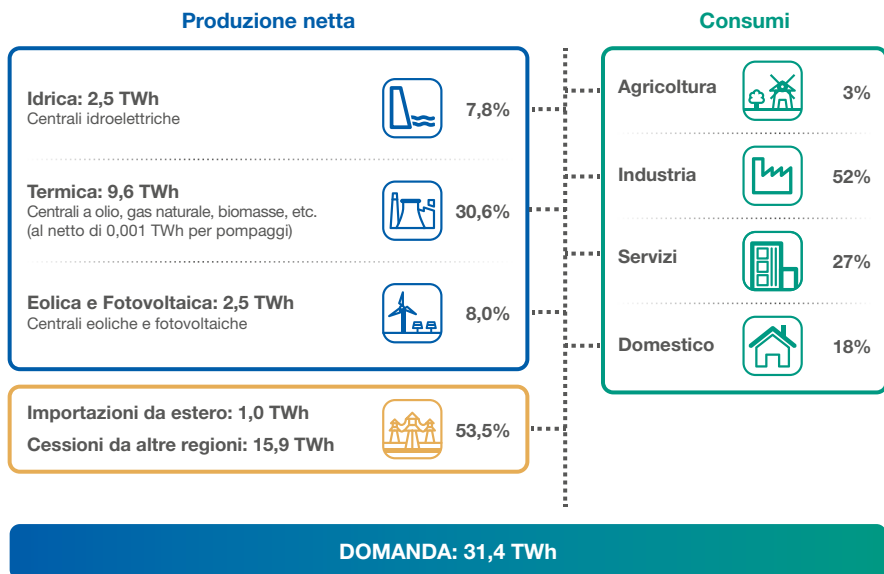 Produzione netta
Idrica: 2,5 TWh
Centrali idroelettriche
7,8%
Termica: 9,6 TWh
Centrali a olio, gas naturale, biomasse, etc.
(al netto di 0,001 TWh per pompaggi)
30,6%
Eolica e Fotovoltaica: 2,5 TWh
Centrali eoliche e fotovoltaiche
8,0%
Importazioni da estero: 1,0 TWh
Cessioni da altre regioni: 15,9 TWh
53,5%
Consumi
Agricoltura
3%
Industria
52%
Servizi
27%
Domestico
18%
DOMANDA: 31,4 TWh